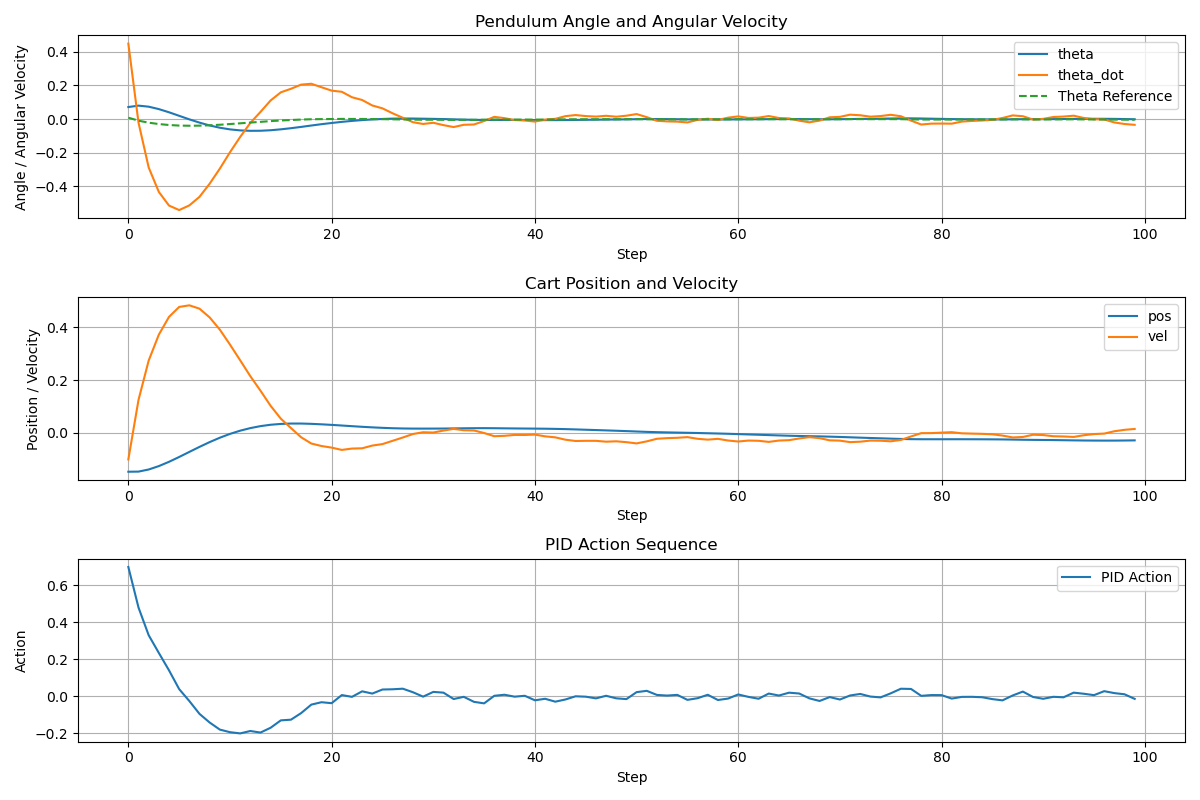 Pendulum Angle and Angular Velocity
Angle / Angular Velocity
0.4
0.2
0.0
−0.2
−0.4
theta
theta_dot
Theta Reference
0 20 40 60 80 100
Step
Cart Position and Velocity
Position / Velocity
0.4
0.2
0.0
pos
vel
0 20 40 60 80 100
Step
PID Action Sequence
Action
0.6
0.4
0.2
0.0
−0.2
PID Action
0 20 40 60 80 100
Step